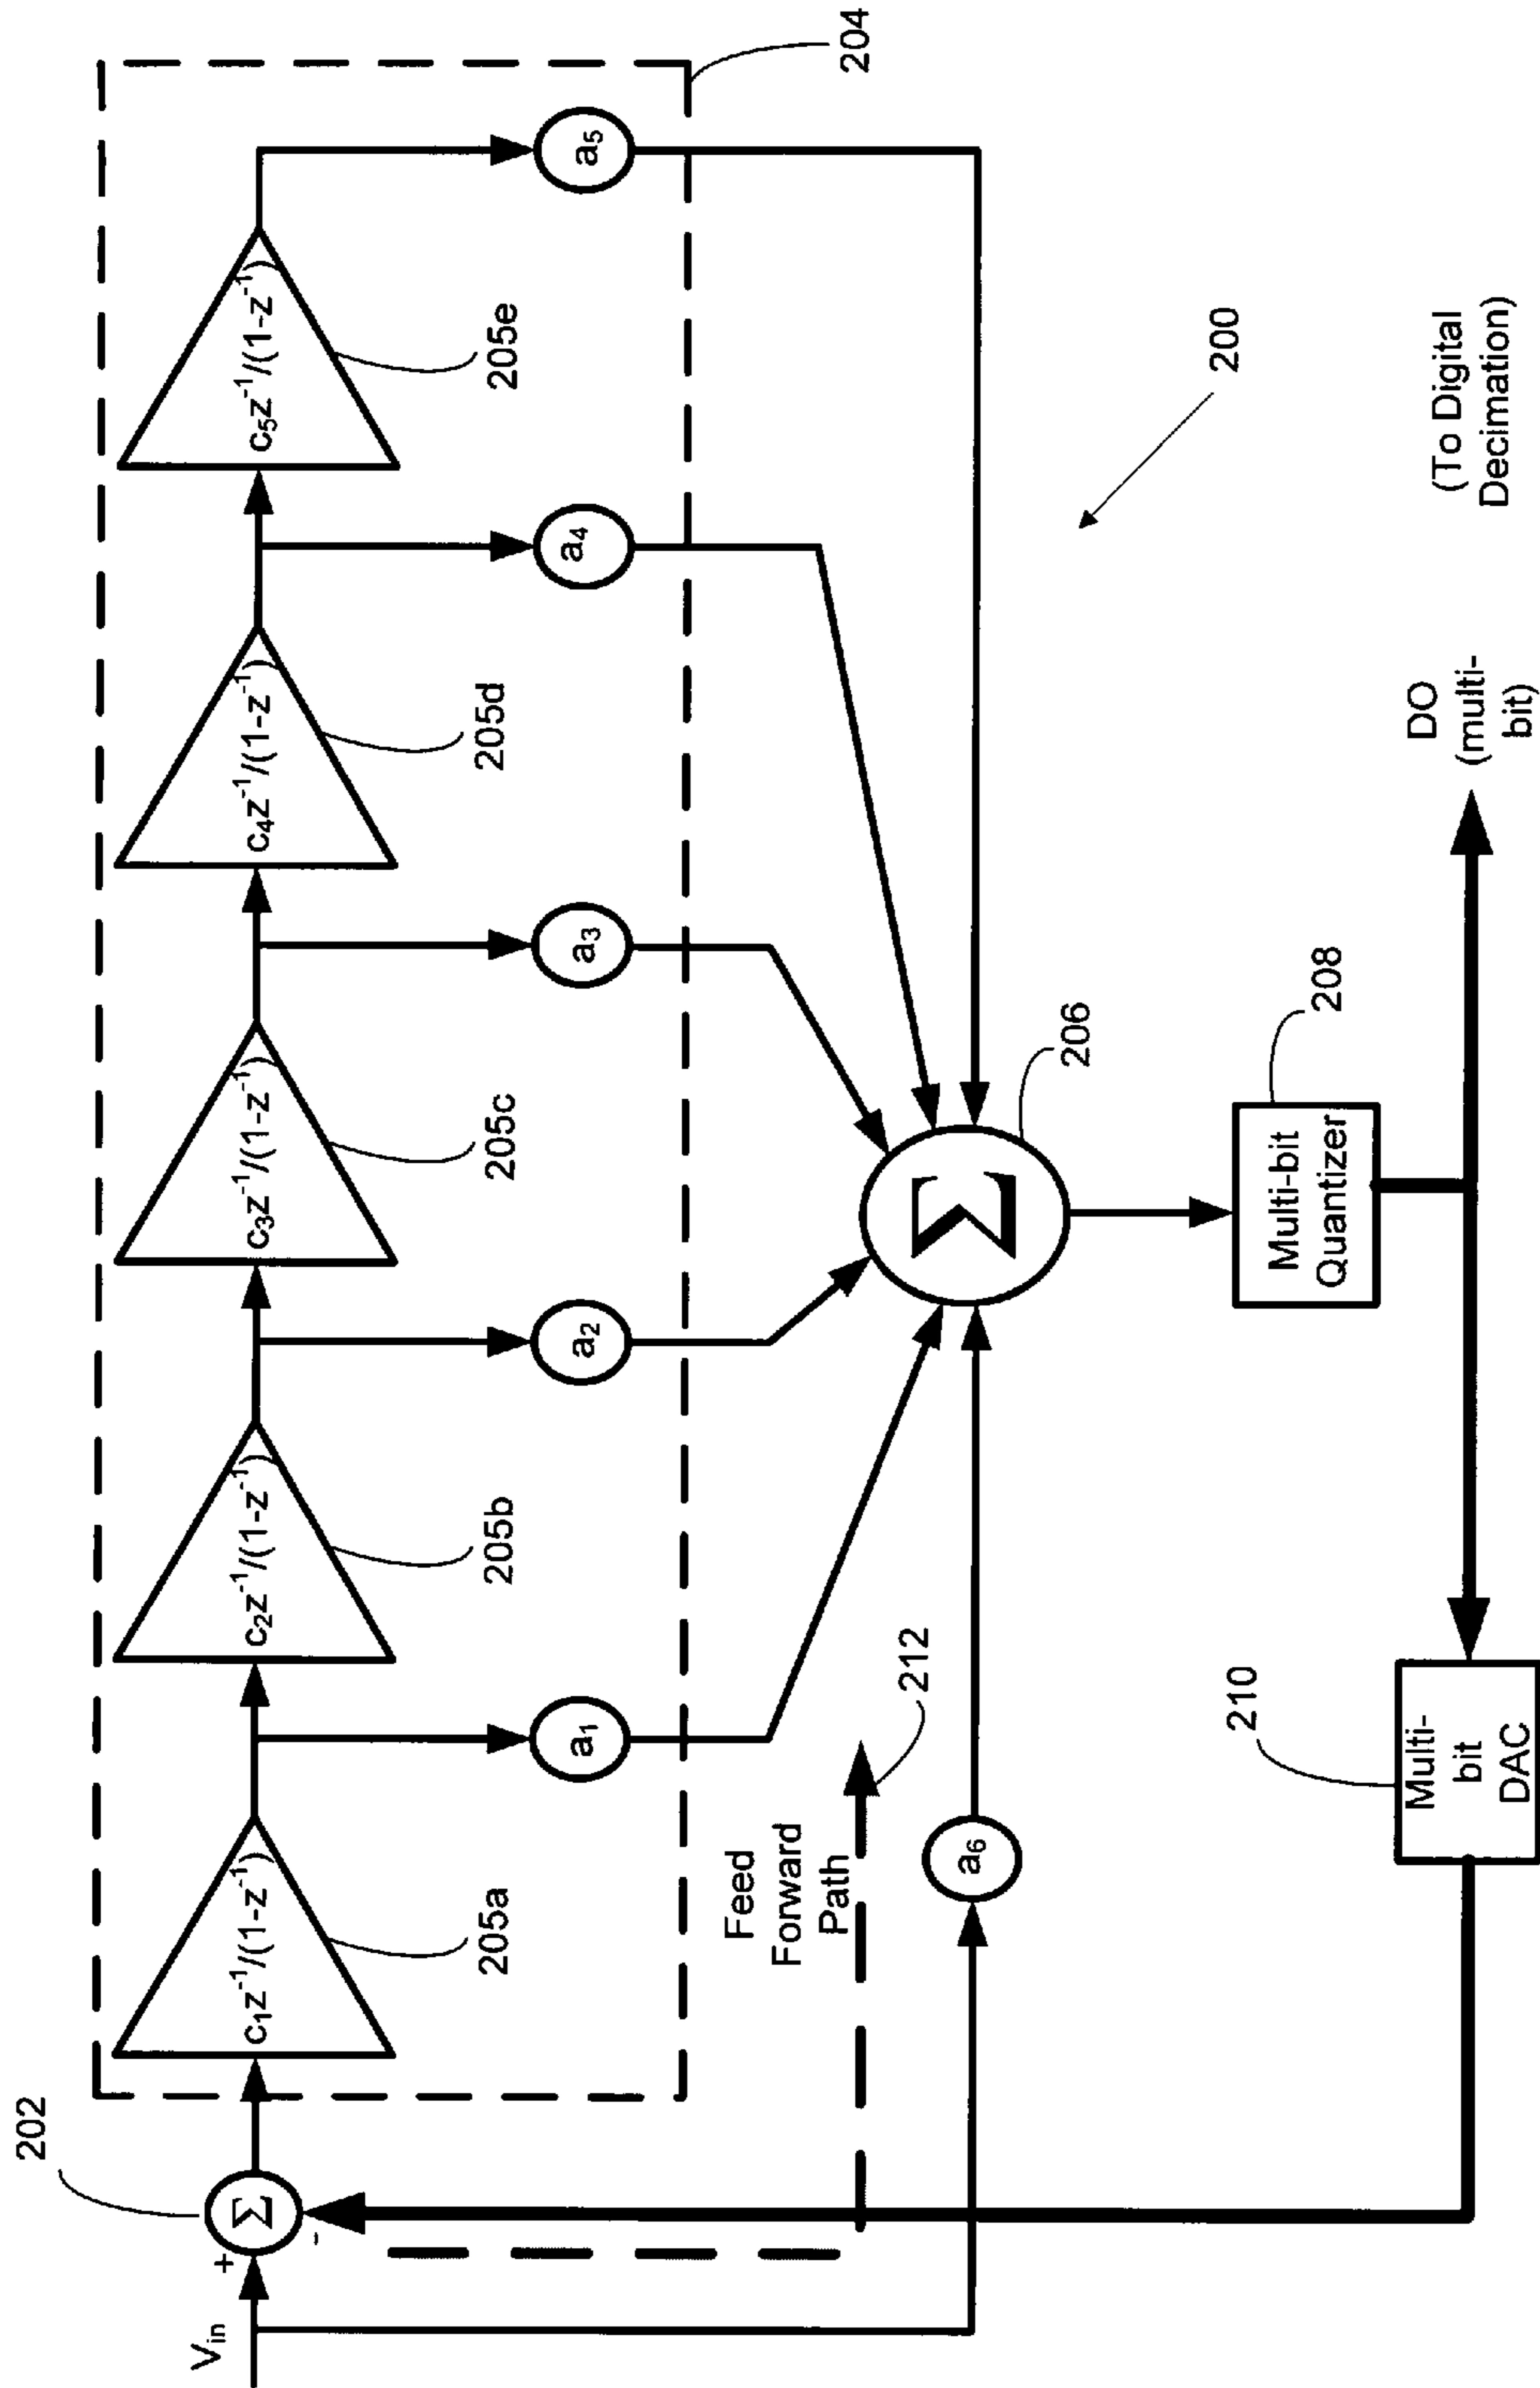 202
V_in
+
-
Σ
c₁z⁻¹/(1-z⁻¹)
205a
c₂z⁻¹/(1-z⁻¹)
205b
c₃z⁻¹/(1-z⁻¹)
205c
c₄z⁻¹/(1-z⁻¹)
205d
c₅z⁻¹/(1-z⁻¹)
205e
a₁
a₂
a₃
a₄
a₅
204
Feed
Forward
Path
212
a₆
Σ
206
200
Multi-bit
Quantizer
208
210
Multi-
bit
DAC
DO
(multi-
bit)
(To Digital
Decimation)